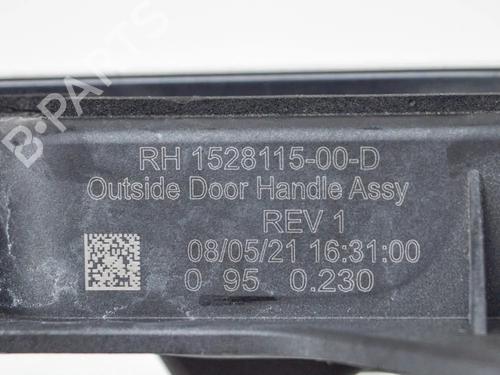 B-PARTS
RH 1528115-00-D
Outside Door Handle Assy
REV 1
08/05/21 16:31:00
0 95 0.230